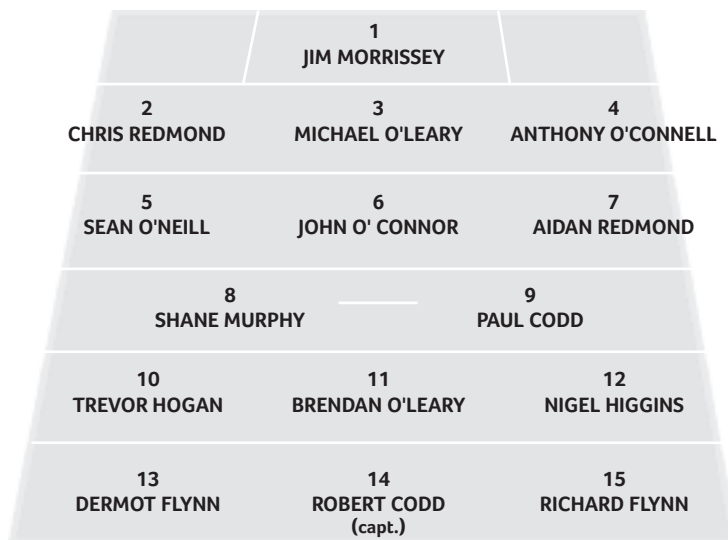 1
JIM MORRISSEY
2 3 4
CHRIS REDMOND MICHAEL O'LEARY ANTHONY O'CONNELL
5 6 7
SEAN O'NEILL JOHN O' CONNOR AIDAN REDMOND
8 9
SHANE MURPHY PAUL CODD
10 11 12
TREVOR HOGAN BRENDAN O'LEARY NIGEL HIGGINS
13 14 15
DERMOT FLYNN ROBERT CODD RICHARD FLYNN
(capt.)